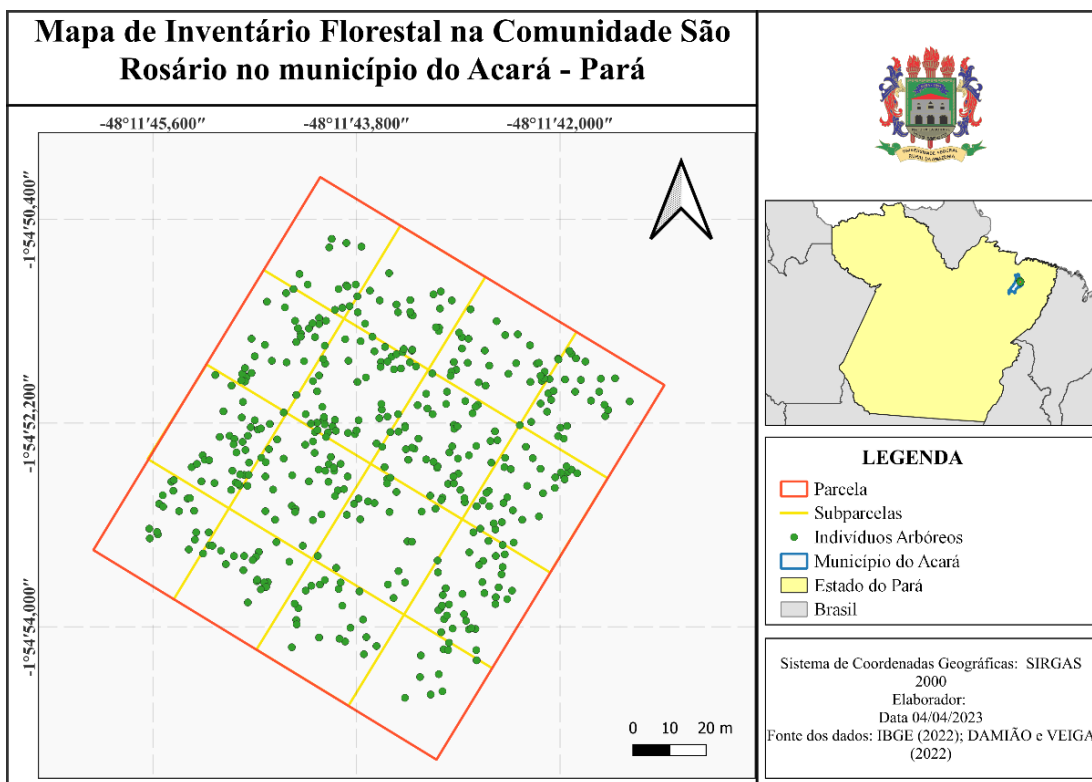 Mapa de Inventário Florestal na Comunidade São
Rosário no município do Acará - Pará
-48°11'45,600" -48°11'43,800" -48°11'42,000"
-1°54'50,400"
-1°54'52,200"
-1°54'54,000"
0 10 20 m
LEGENDA
Parcela
Subparcelas
Indivíduos Arbóreos
Município do Acará
Estado do Pará
Brasil
Sistema de Coordenadas Geográficas: SIRGAS
2000
Elaborador:
Data 04/04/2023
Fonte dos dados: IBGE (2022); DAMIÃO e VEIGA
(2022)